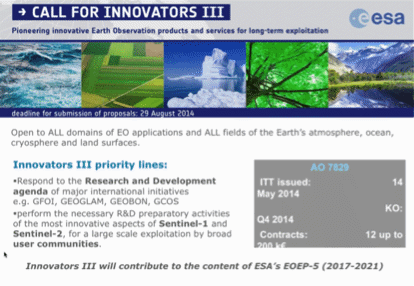 → CALL FOR INNOVATORS III
esa
Pioneering innovative Earth Observation products and services for long-term exploitation
deadline for submission of proposals: 29 August 2014
Open to ALL domains of EO applications and ALL fields of the Earth's atmosphere, ocean,
cryosphere and land surfaces.
Innovators III priority lines:
•Respond to the Research and Development
agenda of major international initiatives
e.g. GFOI, GEOGLAM, GEOBON, GCOS
•perform the necessary R&D preparatory activities
of the most innovative aspects of Sentinel-1 and
Sentinel-2, for a large scale exploitation by broad
user communities.
AO 7829
ITT issued: 14
May 2014
KO:
Q4 2014
Contracts: 12 up to
200 k€
Innovators III will contribute to the content of ESA's EOEP-5 (2017-2021)